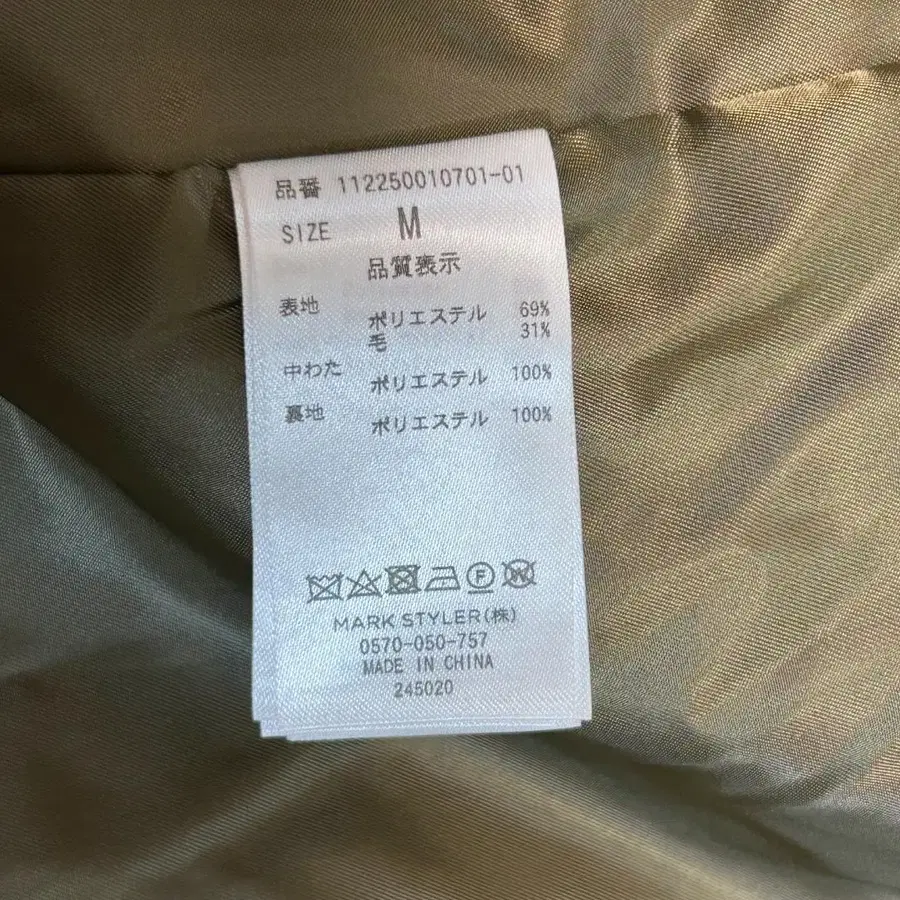 品番 112250010701-01
SIZE M
品質表示
表地 ポリエステル 69%
毛 31%
中わた ポリエステル 100%
裏地 ポリエステル 100%
F W
MARK STYLER(株)
0570-050-757
MADE IN CHINA
245020